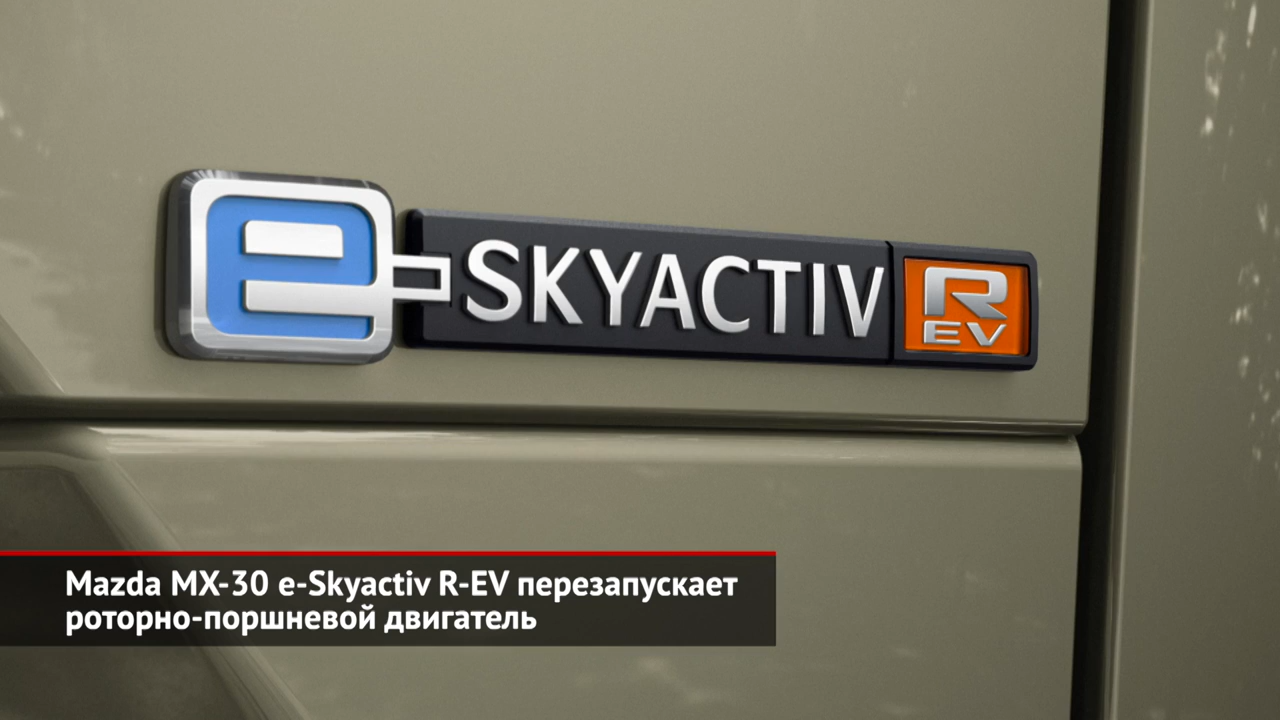 e-SKYACTIV R
EV
Mazda MX-30 e-Skyactiv R-EV перезапускает
роторно-поршневой двигатель